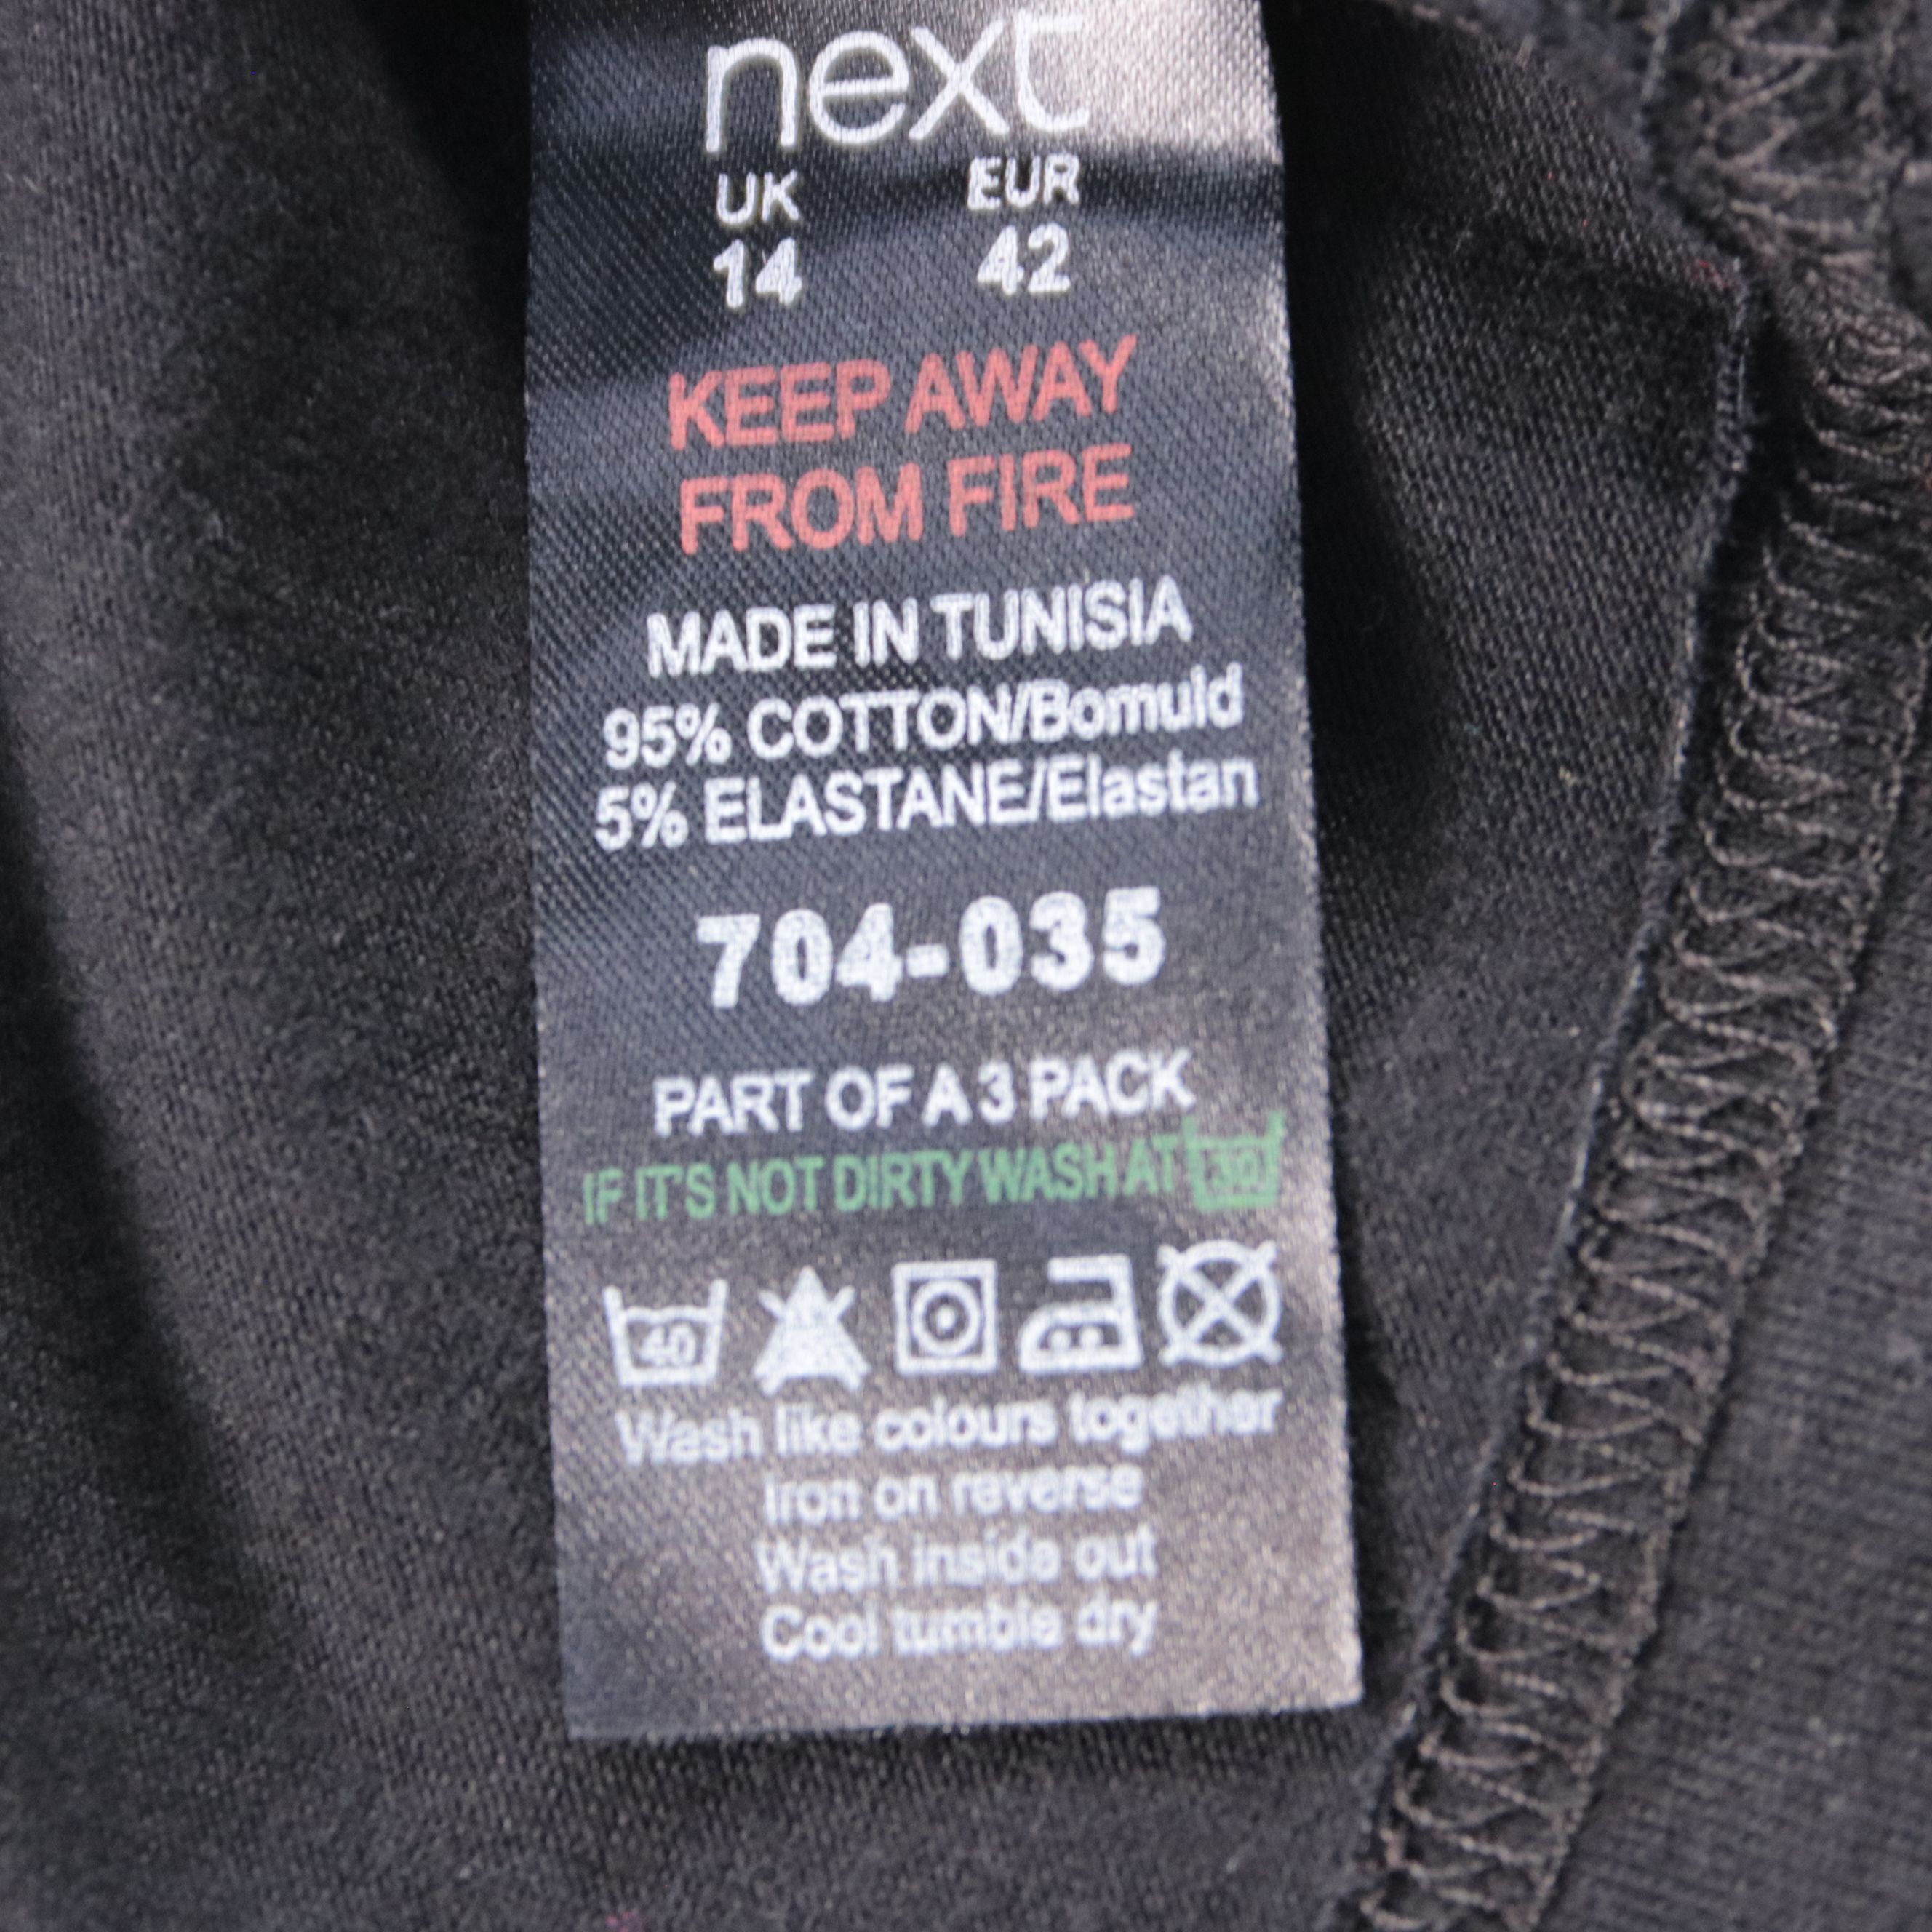 next
UK EUR
14 42
KEEP AWAY
FROM FIRE
MADE IN TUNISIA
95% COTTON/Bomuld
5% ELASTANE/Elastan
704-035
PART OF A 3 PACK
IF IT'S NOT DIRTY WASH AT 30
40
Wash like colours together
Iron on reverse
Wash inside out
Cool tumble dry